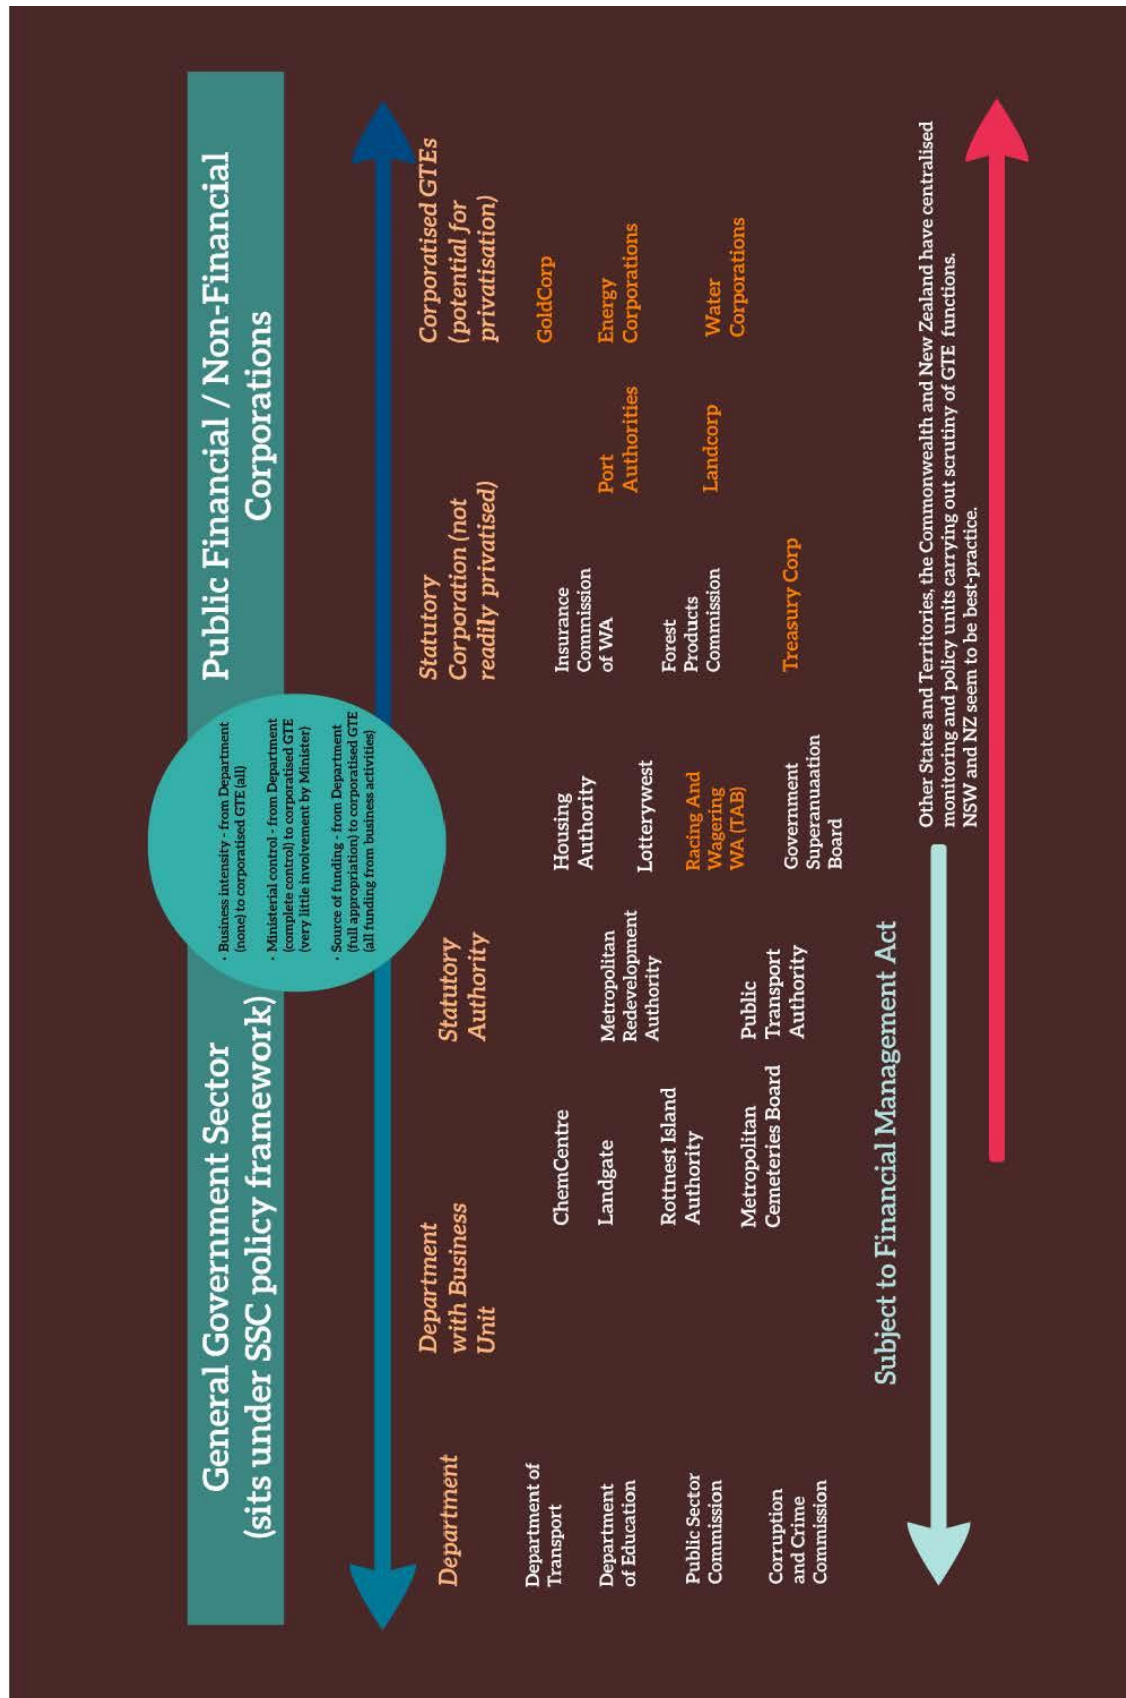 General Government Sector
(sits under SSC policy framework)
Public Financial / Non-Financial
Corporations
• Business intensity - from Department
(none) to corporatised GTE (all)
• Ministerial control - from Department
(complete control) to corporatised GTE
(very little involvement by Minister)
• Source of funding - from Department
(full appropriation) to corporatised GTE
(all funding from business activities)
Department
Department
with Business
Unit
Statutory
Authority
Statutory
Corporation (not
readily privatised)
Corporatised GTEs
(potential for
privatisation)
Department of
Transport
Department
of Education
Public Sector
Commission
Corruption
and Crime
Commission
ChemCentre
Landgate
Rottnest Island
Authority
Metropolitan
Cemeteries Board
Metropolitan
Redevelopment
Authority
Public
Transport
Authority
Housing
Authority
Lotterywest
Racing And
Wagering
WA (TAB)
Government
Superanuaation
Board
Insurance
Commission
of WA
Forest
Products
Commission
Treasury Corp
Port
Authorities
Landcorp
GoldCorp
Energy
Corporations
Water
Corporations
Subject to Financial Management Act
Other States and Territories, the Commonwealth and New Zealand have centralised
monitoring and policy units carrying out scrutiny of GTE functions.
NSW and NZ seem to be best-practice.